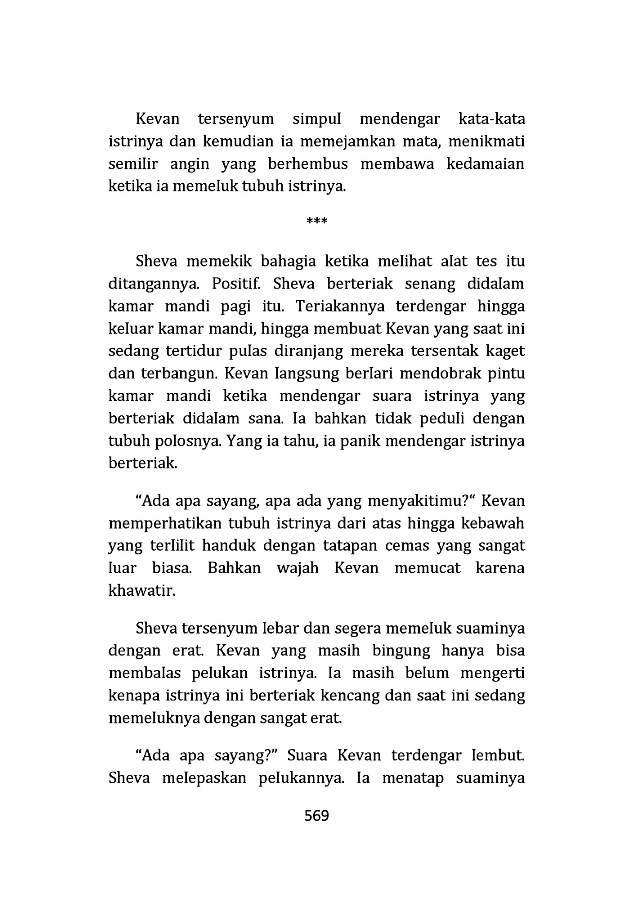 Kevan tersenyum simpul mendengar kata-kata
istrinya dan kemudian ia memejamkan mata, menikmati
semilir angin yang berhembus membawa kedamaian
ketika ia memeluk tubuh istrinya.
***
Sheva memekik bahagia ketika melihat alat tes itu
ditangannya. Positif. Sheva berteriak senang didalam
kamar mandi pagi itu. Teriakannya terdengar hingga
keluar kamar mandi, hingga membuat Kevan yang saat ini
sedang tertidur pulas diranjang mereka tersentak kaget
dan terbangun. Kevan langsung berlari mendobrak pintu
kamar mandi ketika mendengar suara istrinya yang
berteriak didalam sana. Ia bahkan tidak peduli dengan
tubuh polosnya. Yang ia tahu, ia panik mendengar istrinya
berteriak.
“Ada apa sayang, apa ada yang menyakitimu?“ Kevan
memperhatikan tubuh istrinya dari atas hingga kebawah
yang terlilit handuk dengan tatapan cemas yang sangat
luar biasa. Bahkan wajah Kevan memucat karena
khawatir.
Sheva tersenyum lebar dan segera memeluk suaminya
dengan erat. Kevan yang masih bingung hanya bisa
membalas pelukan istrinya. Ia masih belum mengerti
kenapa istrinya ini berteriak kencang dan saat ini sedang
memeluknya dengan sangat erat.
“Ada apa sayang?” Suara Kevan terdengar lembut.
Sheva melepaskan pelukannya. Ia menatap suaminya
569